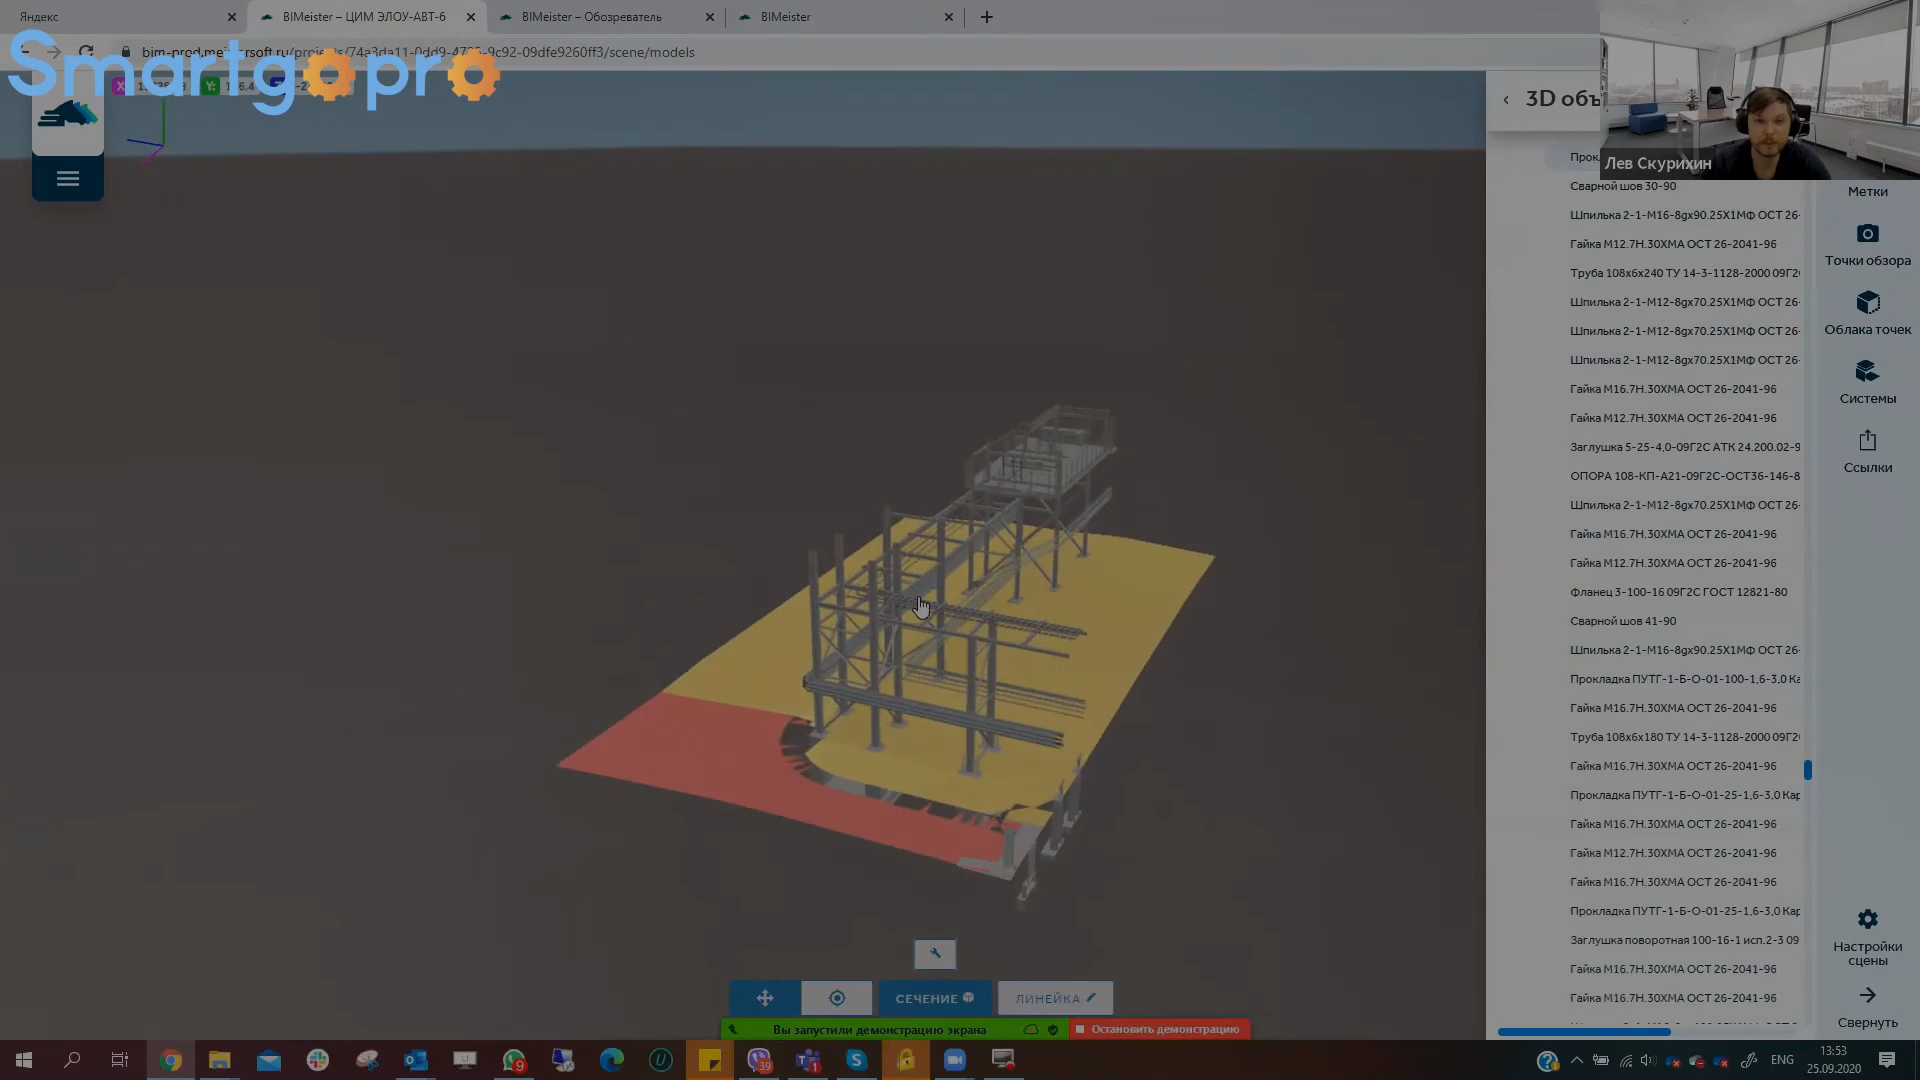 Яндекс
BIMeister – ЦИМ ЭЛОУ-АВТ-6
BIMeister – Обозреватель
BIMeister
Smartgopro
3D объ
Лев Скурихин
Прок
Сварной шов 30-90
Шпилька 2-1-М16-8gх90.25Х1МФ ОСТ 26-
Гайка М12.7Н.30ХМА ОСТ 26-2041-96
Труба 108х6х240 ТУ 14-3-1128-2000 09Г2
Шпилька 2-1-М12-8gх70.25Х1МФ ОСТ 26-
Шпилька 2-1-М12-8gх70.25Х1МФ ОСТ 26-
Шпилька 2-1-М12-8gх70.25Х1МФ ОСТ 26-
Гайка М16.7Н.30ХМА ОСТ 26-2041-96
Гайка М12.7Н.30ХМА ОСТ 26-2041-96
Заглушка 5-25-4,0-09Г2С АТК 24.200.02-9
ОПОРА 108-КП-А21-09Г2С-ОСТ36-146-8
Шпилька 2-1-М12-8gх70.25Х1МФ ОСТ 26-
Гайка М16.7Н.30ХМА ОСТ 26-2041-96
Гайка М12.7Н.30ХМА ОСТ 26-2041-96
Фланец 3-100-16 09Г2С ГОСТ 12821-80
Сварной шов 41-90
Шпилька 2-1-М16-8gх90.25Х1МФ ОСТ 26-
Прокладка ПУТГ-1-Б-О-01-100-1,6-3,0 Ка
Гайка М16.7Н.30ХМА ОСТ 26-2041-96
Труба 108х6х180 ТУ 14-3-1128-2000 09Г2
Гайка М16.7Н.30ХМА ОСТ 26-2041-96
Прокладка ПУТГ-1-Б-О-01-25-1,6-3,0 Кар
Гайка М16.7Н.30ХМА ОСТ 26-2041-96
Гайка М12.7Н.30ХМА ОСТ 26-2041-96
Гайка М16.7Н.30ХМА ОСТ 26-2041-96
Прокладка ПУТГ-1-Б-О-01-25-1,6-3,0 Кар
Заглушка поворотная 100-16-1 исп.2-3 09
Гайка М16.7Н.30ХМА ОСТ 26-2041-96
Гайка М16.7Н.30ХМА ОСТ 26-2041-96
Метки
Точки обзора
Облака точек
Системы
Ссылки
Настройки
сцены
Свернуть
СЕЧЕНИЕ
ЛИНЕЙКА
Вы запустили демонстрацию экрана
Остановить демонстрацию
9
39
1
ENG
13:53
25.09.2020